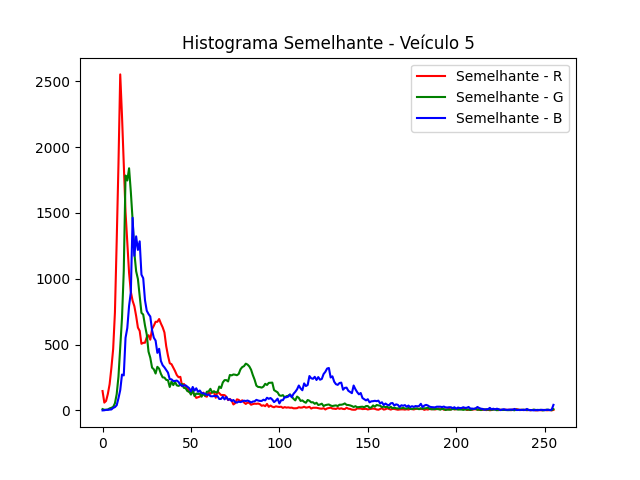 Histograma Semelhante - Veículo 5
Semelhante - R
Semelhante - G
Semelhante - B
2500
2000
1500
1000
500
0
0 50 100 150 200 250